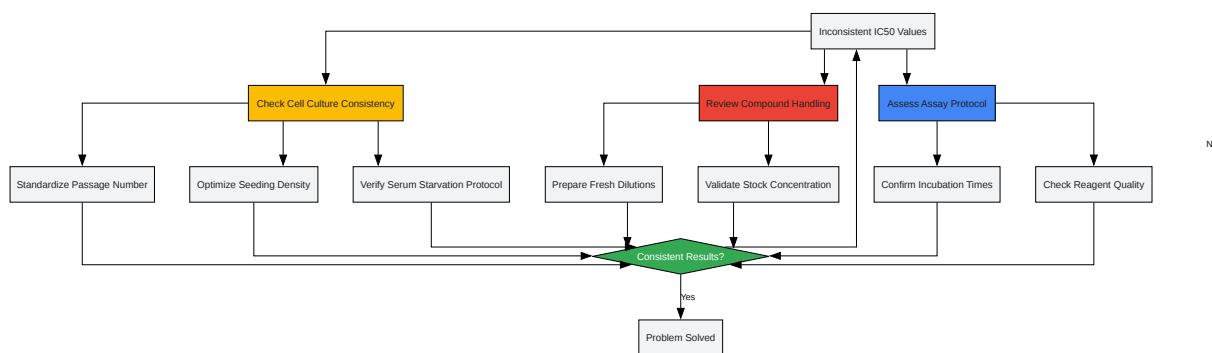 Inconsistent IC50 Values
Check Cell Culture Consistency
Review Compound Handling
Assess Assay Protocol
N
Standardize Passage Number
Optimize Seeding Density
Verify Serum Starvation Protocol
Prepare Fresh Dilutions
Validate Stock Concentration
Confirm Incubation Times
Check Reagent Quality
Consistent Results?
Yes
Problem Solved